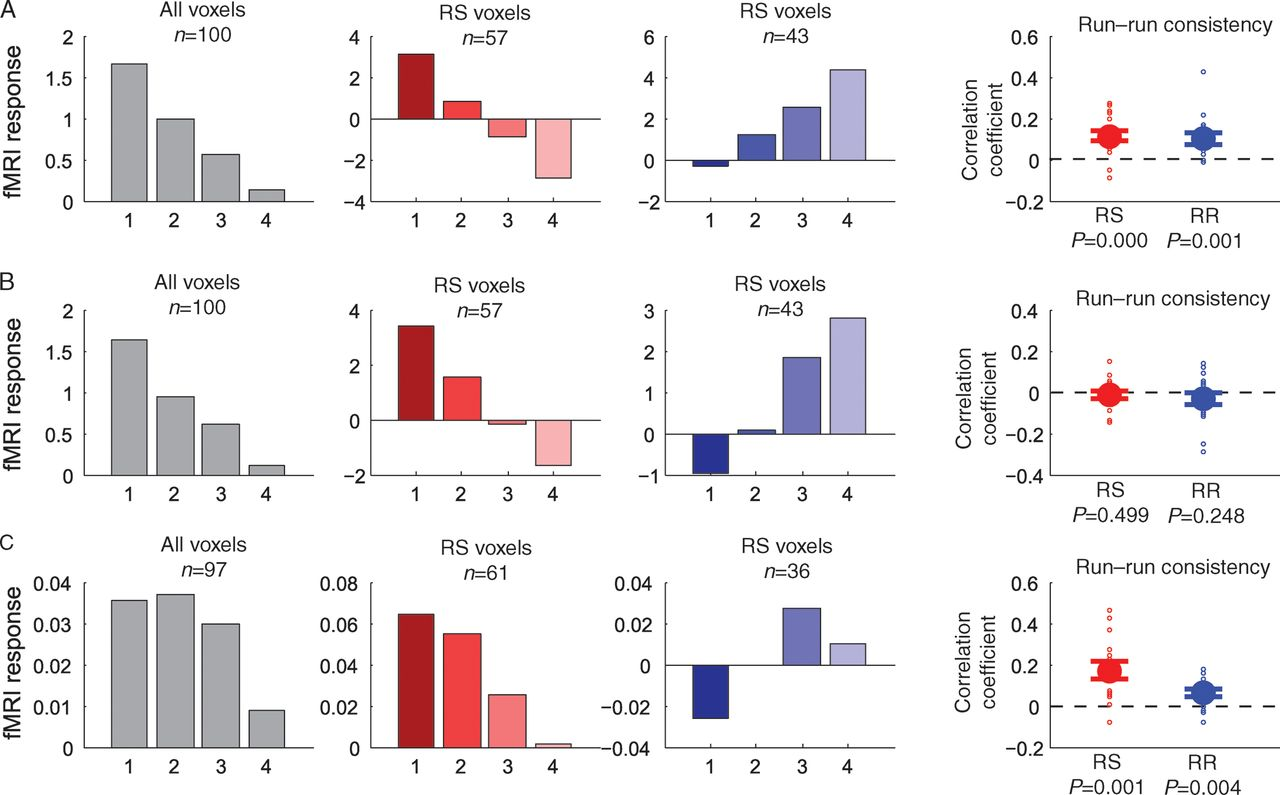 A
All voxels
n=100
RS voxels
n=57
RS voxels
n=43
Run–run consistency
fMRI response
2
1.5
1
0.5
0
1 2 3 4
4
2
0
−2
−4
1 2 3 4
6
4
2
0
−2
1 2 3 4
Correlation
coefficient
0.6
0.4
0.2
0
−0.2
RS RR
P=0.000 P=0.001
B
All voxels
n=100
RS voxels
n=57
RS voxels
n=43
Run–run consistency
fMRI response
2
1.5
1
0.5
0
1 2 3 4
4
2
0
−2
1 2 3 4
3
2
1
0
−1
1 2 3 4
Correlation
coefficient
0.4
0.2
0
−0.2
−0.4
RS RR
P=0.499 P=0.248
C
All voxels
n=97
RS voxels
n=61
RS voxels
n=36
Run–run consistency
fMRI response
0.04
0.03
0.02
0.01
0
1 2 3 4
0.08
0.06
0.04
0.02
0
1 2 3 4
0.04
0.02
0
−0.02
−0.04
1 2 3 4
Correlation
coefficient
0.6
0.4
0.2
0
−0.2
RS RR
P=0.001 P=0.004